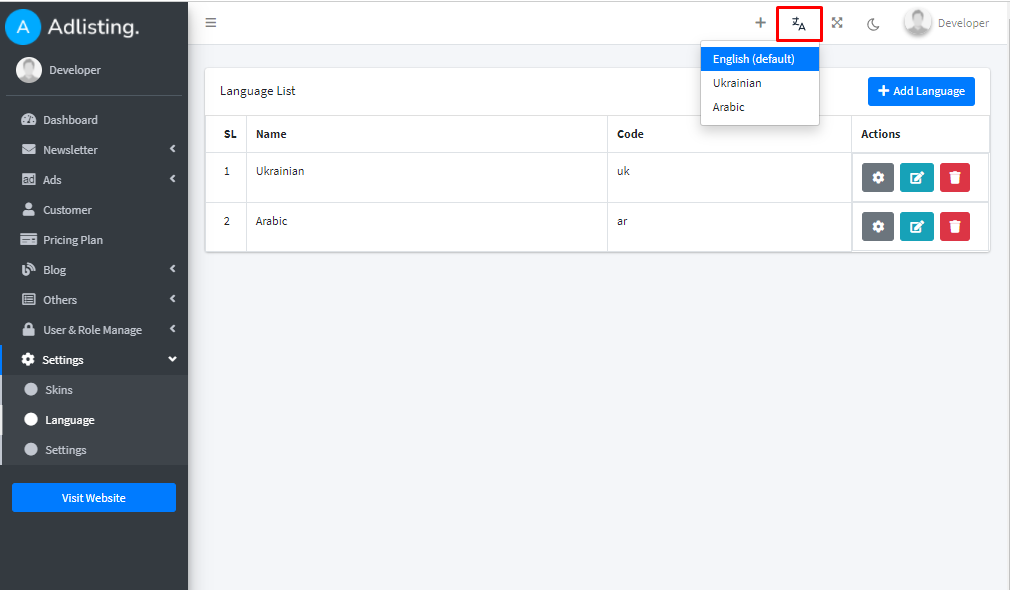 A Adlisting.
Developer
Developer
English (default)
Ukrainian
Arabic
Dashboard
Newsletter
ad Ads
Customer
Pricing Plan
Blog
Others
User & Role Manage
Settings
Skins
Language
Settings
Visit Website
Language List
Add Language
SL Name Code Actions
1 Ukrainian uk
2 Arabic ar